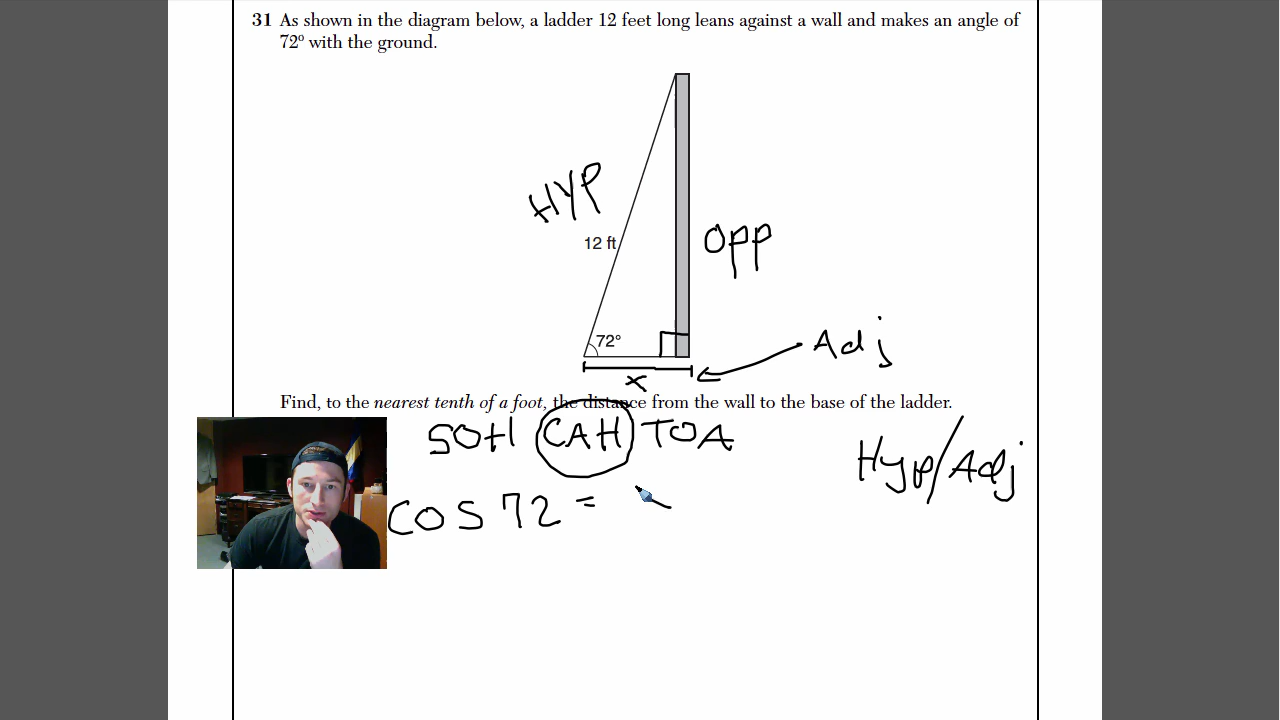 31 As shown in the diagram below, a ladder 12 feet long leans against a wall and makes an angle of
72° with the ground.
HYP
12 ft
OPP
72°
Adj
x
Find, to the nearest tenth of a foot, the distance from the wall to the base of the ladder.
SOH CAH TOA
Hyp/Adj
COS 72 =